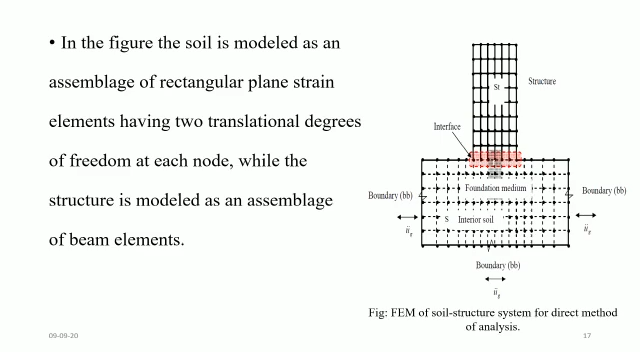 • In the figure the soil is modeled as an
assemblage of rectangular plane strain
elements having two translational degrees
of freedom at each node, while the
structure is modeled as an assemblage
of beam elements.
St
Structure
Interface
Foundation medium
Boundary (bb)
Boundary (bb)
S Interior soil
ü_g
ü_g
Boundary (bb)
ü_g
Fig: FEM of soil-structure system for direct method
of analysis.
09-09-20
17